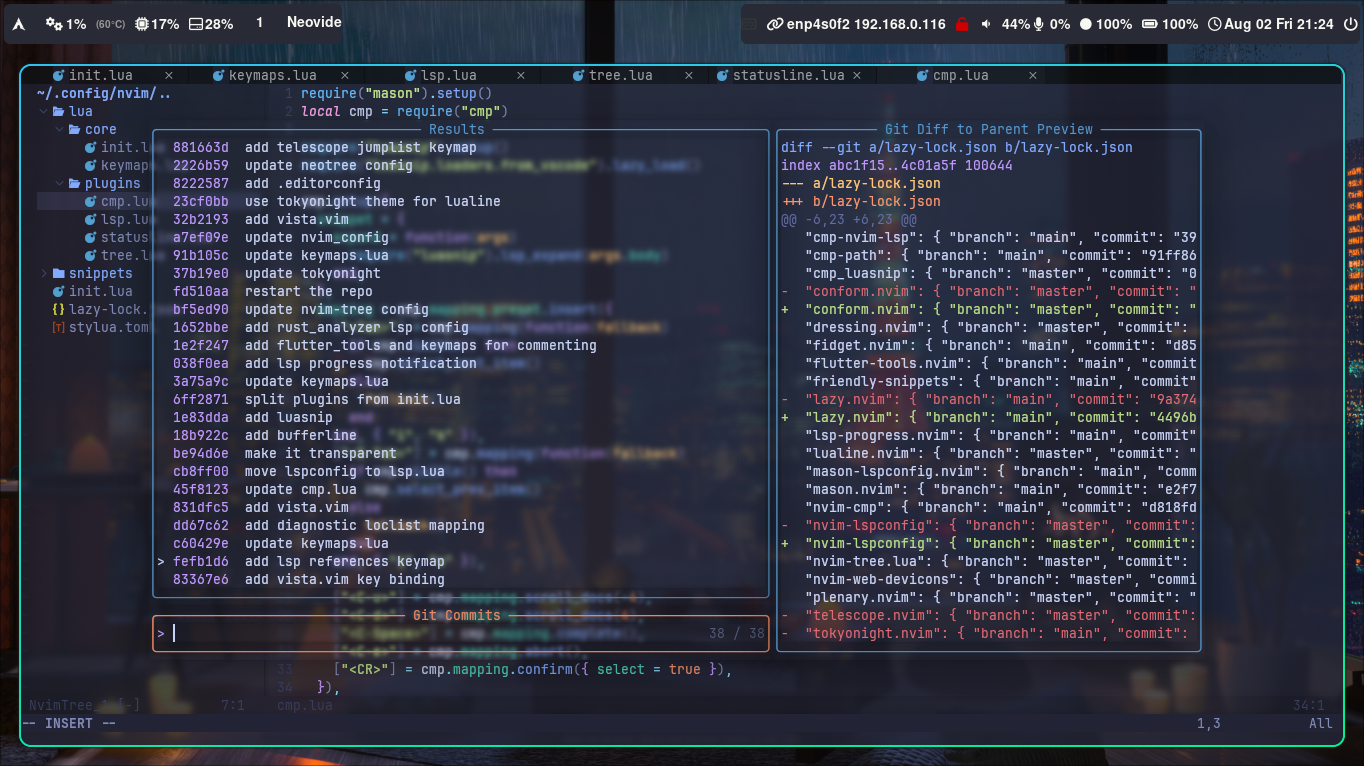 1% (60°C) 17% 28% 1 Neovide
enp4s0f2 192.168.0.116 44% 0% 100% 100% Aug 02 Fri 21:24
init.lua × keymaps.lua × lsp.lua × tree.lua × statusline.lua × cmp.lua ×
~/.config/nvim/..
lua
core
init.l
keymap
plugins
cmp.lu
lsp.l
status
tree.l
snippets
init.lua
lazy-lock.
stylua.toml
1 require("mason").setup()
2 local cmp = require("cmp")
Results
881663d add telescope jumplist keymap
2226b59 update neotree config
8222587 add .editorconfig
23cf0bb use tokyonight theme for lualine
32b2193 add vista.vim
a7ef09e update nvim_config
91b105c update keymaps.lua
37b19e0 update tokyonight
fd510aa restart the repo
bf5ed90 update nvim-tree config
1652bbe add rust_analyzer lsp config
1e2f247 add flutter_tools and keymaps for commenting
038f0ea add lsp progress notification
3a75a9c update keymaps.lua
6ff2871 split plugins from init.lua
1e83dda add luasnip
18b922c add bufferline
be94d6e make it transparent
cb8ff00 move lspconfig to lsp.lua
45f8123 update cmp.lua
831dfc5 add vista.vim
dd67c62 add diagnostic loclist mapping
c60429e update keymaps.lua
> fefb1d6 add lsp references keymap
83367e6 add vista.vim key binding
Git Commits
> 38 / 38
Git Diff to Parent Preview
diff --git a/lazy-lock.json b/lazy-lock.json
index abc1f15..4c01a5f 100644
--- a/lazy-lock.json
+++ b/lazy-lock.json
@@ -6,23 +6,23 @@
"cmp-nvim-lsp": { "branch": "main", "commit": "39
"cmp-path": { "branch": "main", "commit": "91ff86
"cmp_luasnip": { "branch": "master", "commit": "0
- "conform.nvim": { "branch": "master", "commit": "
+ "conform.nvim": { "branch": "master", "commit": "
"dressing.nvim": { "branch": "master", "commit": "
"fidget.nvim": { "branch": "main", "commit": "d85
"flutter-tools.nvim": { "branch": "main", "commit
"friendly-snippets": { "branch": "main", "commit"
- "lazy.nvim": { "branch": "main", "commit": "9a374
+ "lazy.nvim": { "branch": "main", "commit": "4496b
"lsp-progress.nvim": { "branch": "main", "commit"
"lualine.nvim": { "branch": "master", "commit": "
"mason-lspconfig.nvim": { "branch": "main", "comm
"mason.nvim": { "branch": "main", "commit": "e2f7
"nvim-cmp": { "branch": "main", "commit": "d818fd
- "nvim-lspconfig": { "branch": "master", "commit":
+ "nvim-lspconfig": { "branch": "master", "commit":
"nvim-tree.lua": { "branch": "master", "commit":
"nvim-web-devicons": { "branch": "master", "commi
"plenary.nvim": { "branch": "master", "commit": "
- "telescope.nvim": { "branch": "master", "commit":
- "tokyonight.nvim": { "branch": "main", "commit":
33 ["<CR>"] = cmp.mapping.confirm({ select = true }),
34 }),
NvimTree_1 [-] 7:1 cmp.lua 34:1
-- INSERT -- 1,3 All